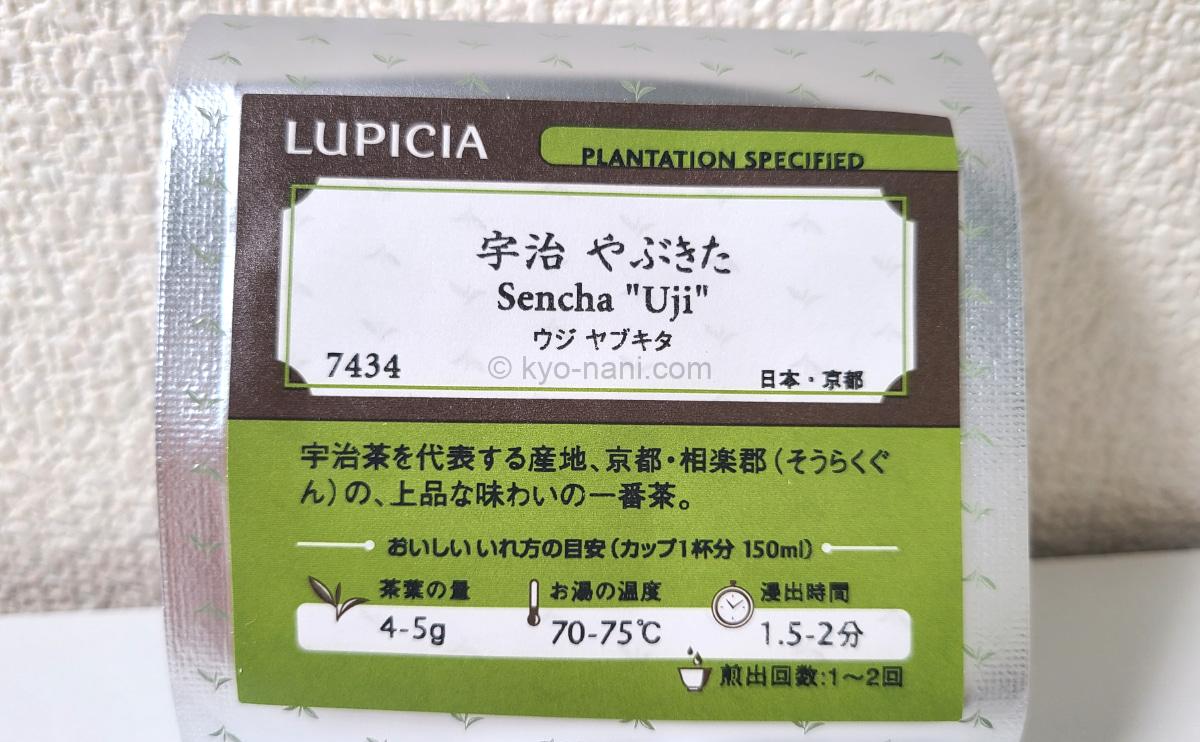 LUPICIA
PLANTATION SPECIFIED
宇治 やぶきた
Sencha "Uji"
ウジ ヤブキタ
7434
© kyo-nani.com
日本・京都
宇治茶を代表する産地、京都・相楽郡(そうらくぐ
ん)の、上品な味わいの一番茶。
おいしいいれ方の目安(カップ1杯分 150ml)
茶葉の量
お湯の温度
浸出時間
4-5g
70-75℃
1.5-2分
煎出回数:1〜2回